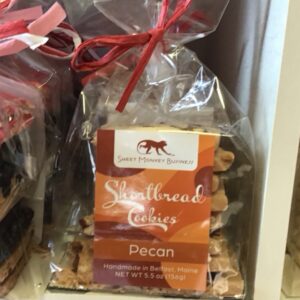 Sweet Monkey Business
Shortbread
Cookies
Pecan
Handmade in Belfast, Maine
NET WT 5.5 oz (156g)